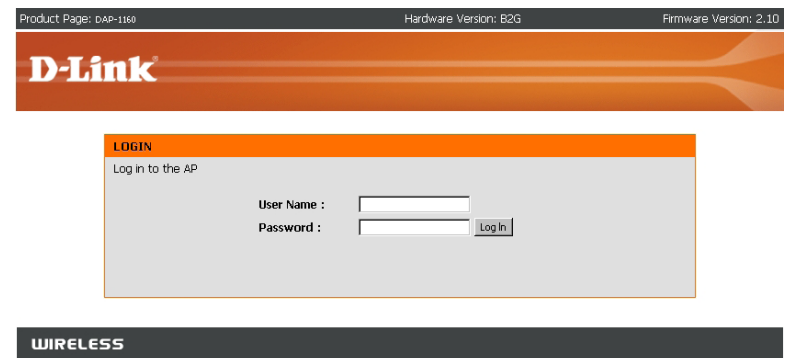 Product Page: DAP-1160 Hardware Version: B2G Firmware Version: 2.10
D-Link
LOGIN
Log in to the AP
User Name :
Password : Log In
WIRELESS